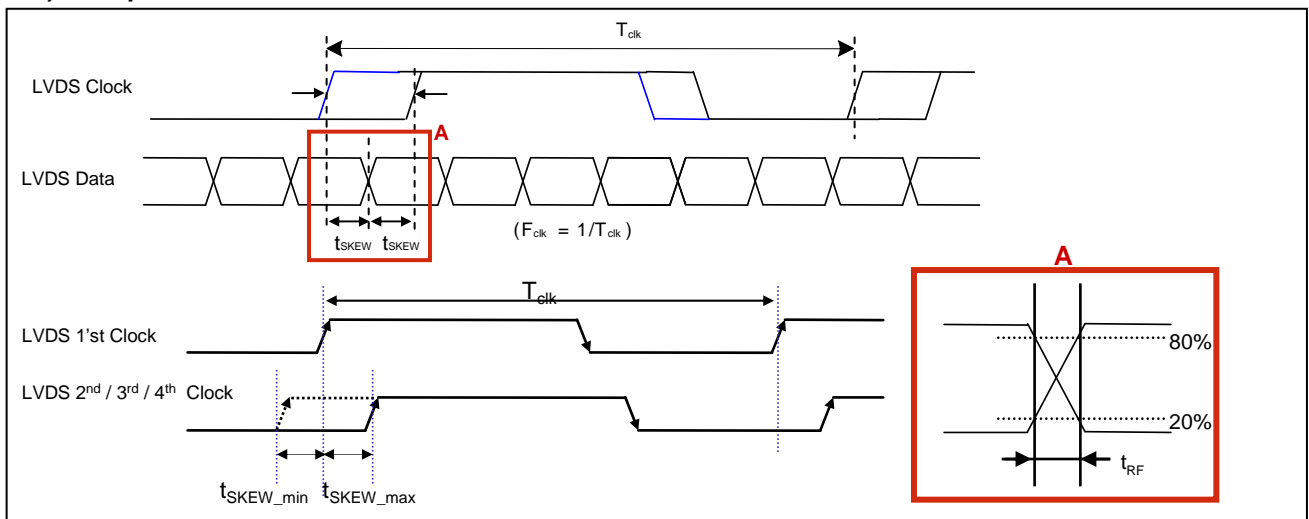 T clk
LVDS Clock
A
LVDS Data
tSKEW tSKEW
(Fclk = 1/Tclk)
A
Tclk
LVDS 1'st Clock
80%
LVDS 2nd / 3rd / 4th Clock
20%
tRF
tSKEW_min tSKEW_max